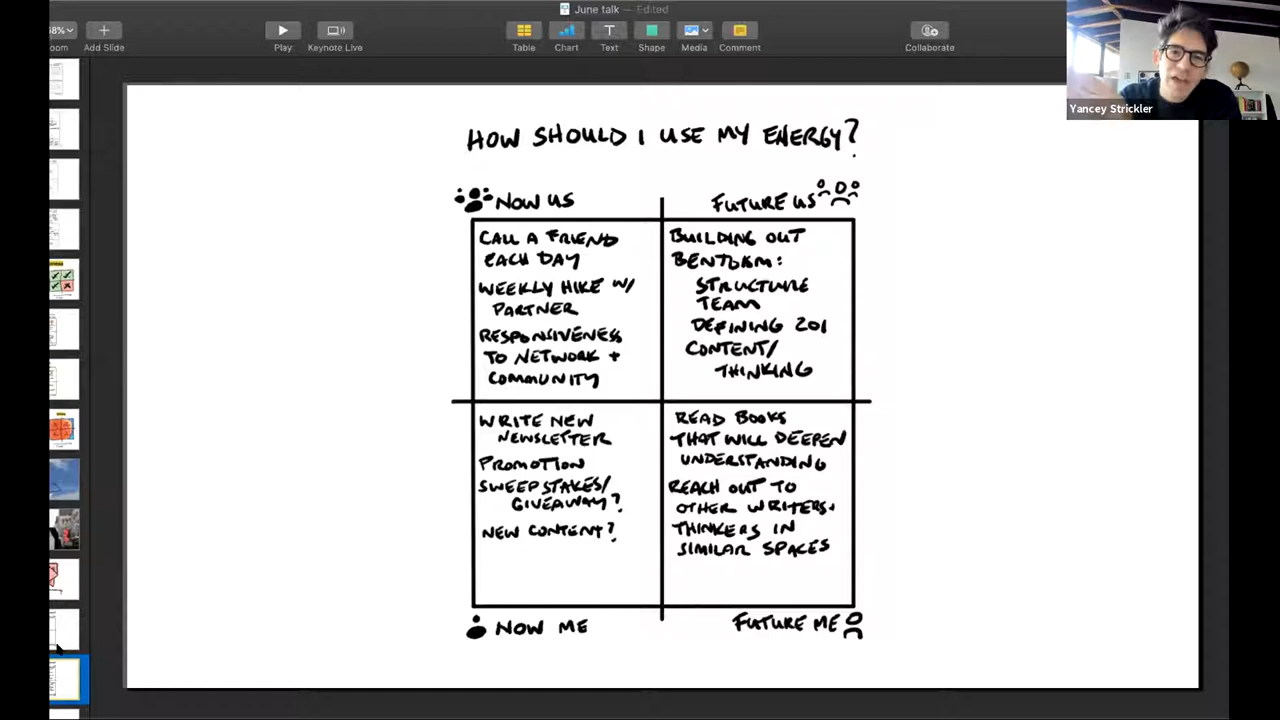 June talk — Edited
Add Slide
Play
Keynote Live
Table
Chart
Text
Shape
Media
Comment
Collaborate
Yancey Strickler
HOW SHOULD I USE MY ENERGY?
NOW US
FUTURE US
CALL A FRIEND
EACH DAY
WEEKLY HIKE W/
PARTNER
RESPONSIVENESS
TO NETWORK +
COMMUNITY
BUILDING OUT
BENTOISM:
STRUCTURE
TEAM
DEFINING 201
CONTENT/
THINKING
WRITE NEW
NEWSLETTER
PROMOTION
SWEEPSTAKES/
GIVEAWAY?
NEW CONTENT?
READ BOOKS
THAT WILL DEEPEN
UNDERSTANDING
REACH OUT TO
OTHER WRITERS +
THINKERS IN
SIMILAR SPACES
NOW ME
FUTURE ME